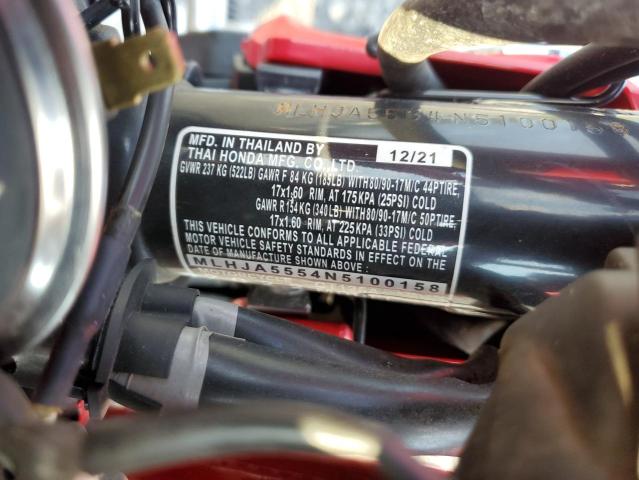 MLHJA5554N5100158
MFD. IN THAILAND BY 12/21
THAI HONDA MFG. CO., LTD.
GVWR 237 KG (522LB) GAWR F 84 KG (185LB) WITH 80/90-17M/C 44P TIRE,
17x1.60 RIM, AT 175 KPA (25PSI) COLD
GAWR R 154 KG (340LB) WITH 80/90-17M/C 50P TIRE,
17x1.60 RIM, AT 225 KPA (33PSI) COLD
THIS VEHICLE CONFORMS TO ALL APPLICABLE FEDERAL
MOTOR VEHICLE SAFETY STANDARDS IN EFFECT ON THE
DATE OF MANUFACTURE SHOWN ABOVE:
MLHJA5554N5100158